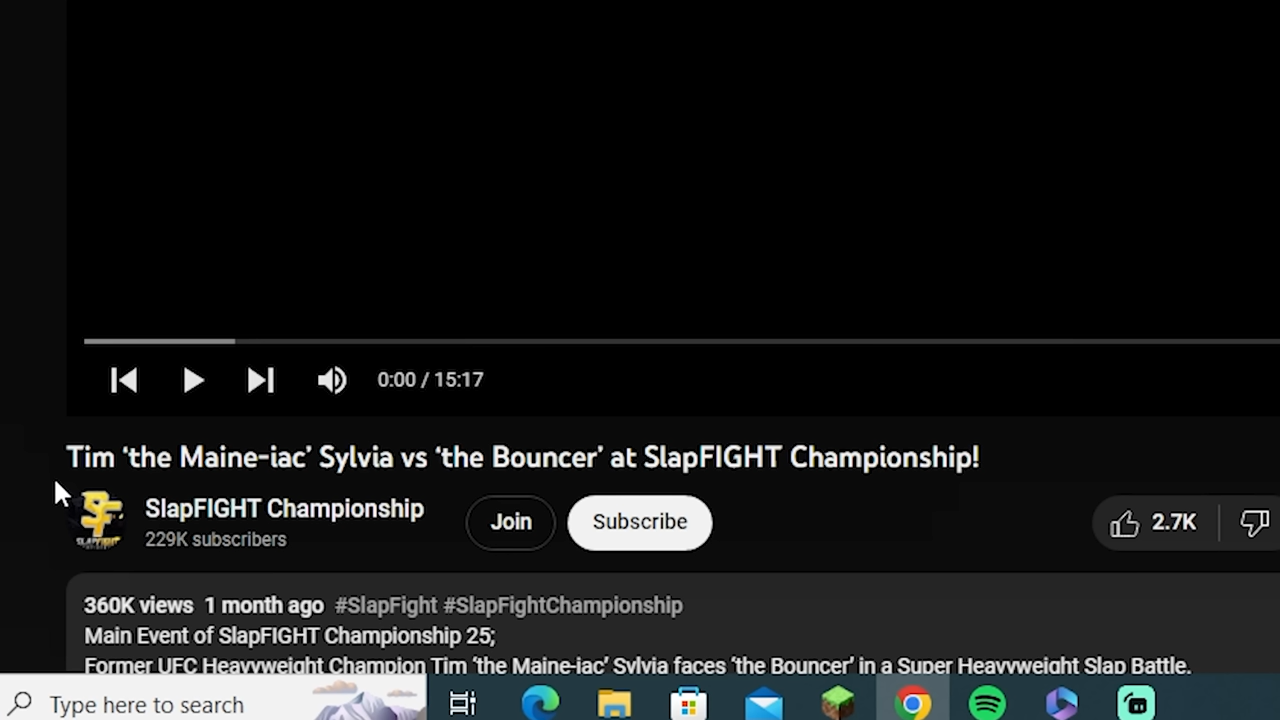 0:00 / 15:17
Tim ‘the Maine-iac’ Sylvia vs ‘the Bouncer’ at SlapFIGHT Championship!
SF
SLAPFIGHT
SlapFIGHT Championship
229K subscribers
Join
Subscribe
2.7K
360K views 1 month ago #SlapFight #SlapFightChampionship
Main Event of SlapFIGHT Championship 25;
Former UFC Heavyweight Champion Tim ‘the Maine-iac’ Sylvia faces ‘the Bouncer’ in a Super Heavyweight Slap Battle.
Type here to search